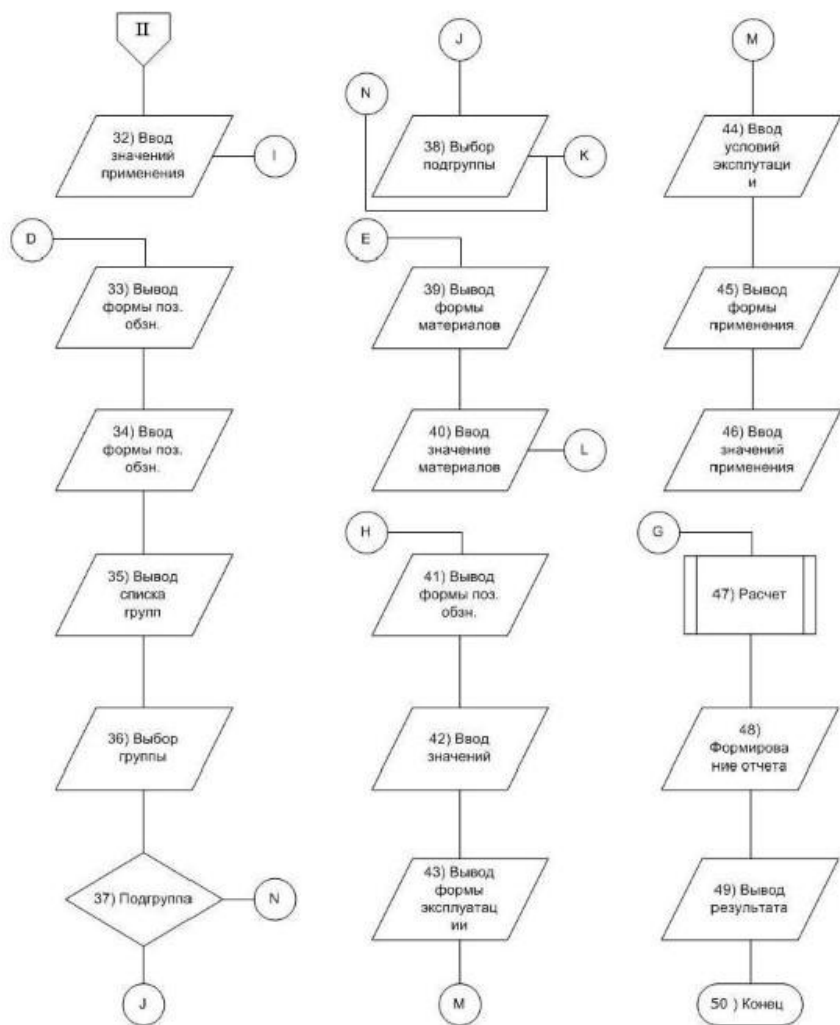 II
32) Ввод
значений
применения
I
D
33) Вывод
формы поз.
обзн.
34) Ввод
формы поз.
обзн.
35) Вывод
списка
групп
36) Выбор
группы
37) Подгруппа
N
J
J
N
38) Выбор
подгруппы
K
E
39) Вывод
формы
материалов
40) Ввод
значение
материалов
L
H
41) Вывод
формы поз.
обзн.
42) Ввод
значений
43) Вывод
формы
эксплуатац
ии
M
M
44) Ввод
условий
эксплутаци
и
45) Вывод
формы
применения
46) Ввод
значений
применения
G
47) Расчет
48)
Формирова
ние отчета
49) Вывод
результата
50 ) Конец